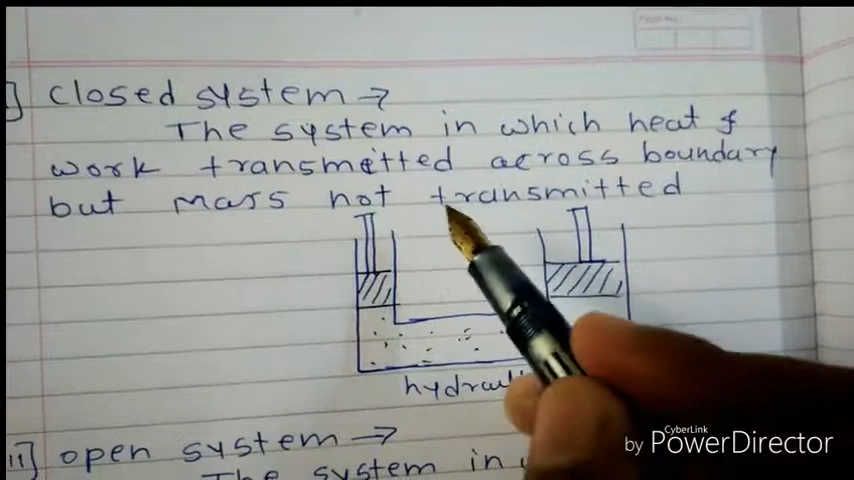 ] closed system →
The system in which heat &
work transmitted across boundary
but mass not transmitted
ii] open system →
The system in
CyberLink
by PowerDirector